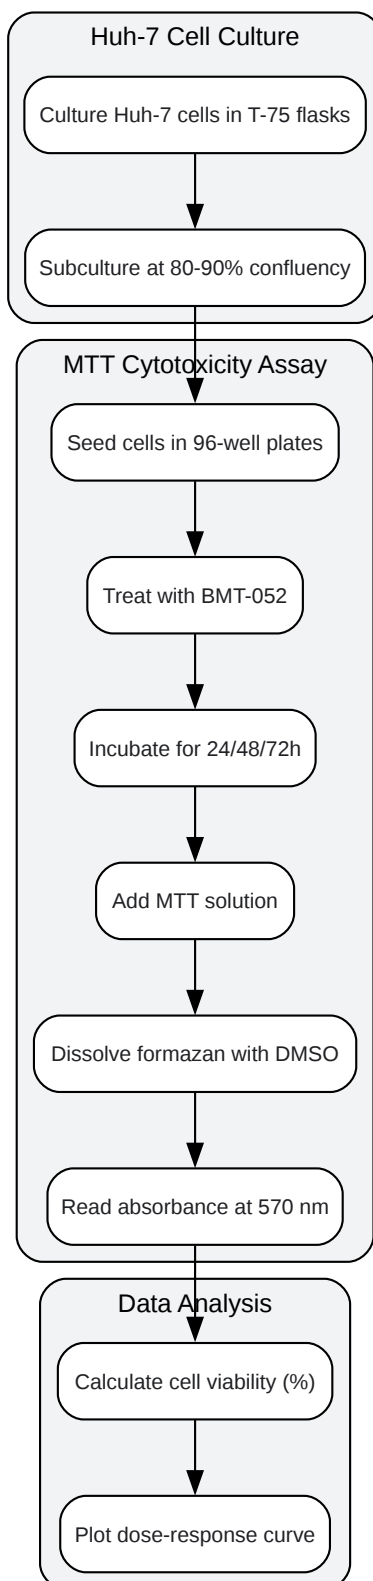 Huh-7 Cell Culture
Culture Huh-7 cells in T-75 flasks
Subculture at 80-90% confluency
MTT Cytotoxicity Assay
Seed cells in 96-well plates
Treat with BMT-052
Incubate for 24/48/72h
Add MTT solution
Dissolve formazan with DMSO
Read absorbance at 570 nm
Data Analysis
Calculate cell viability (%)
Plot dose-response curve